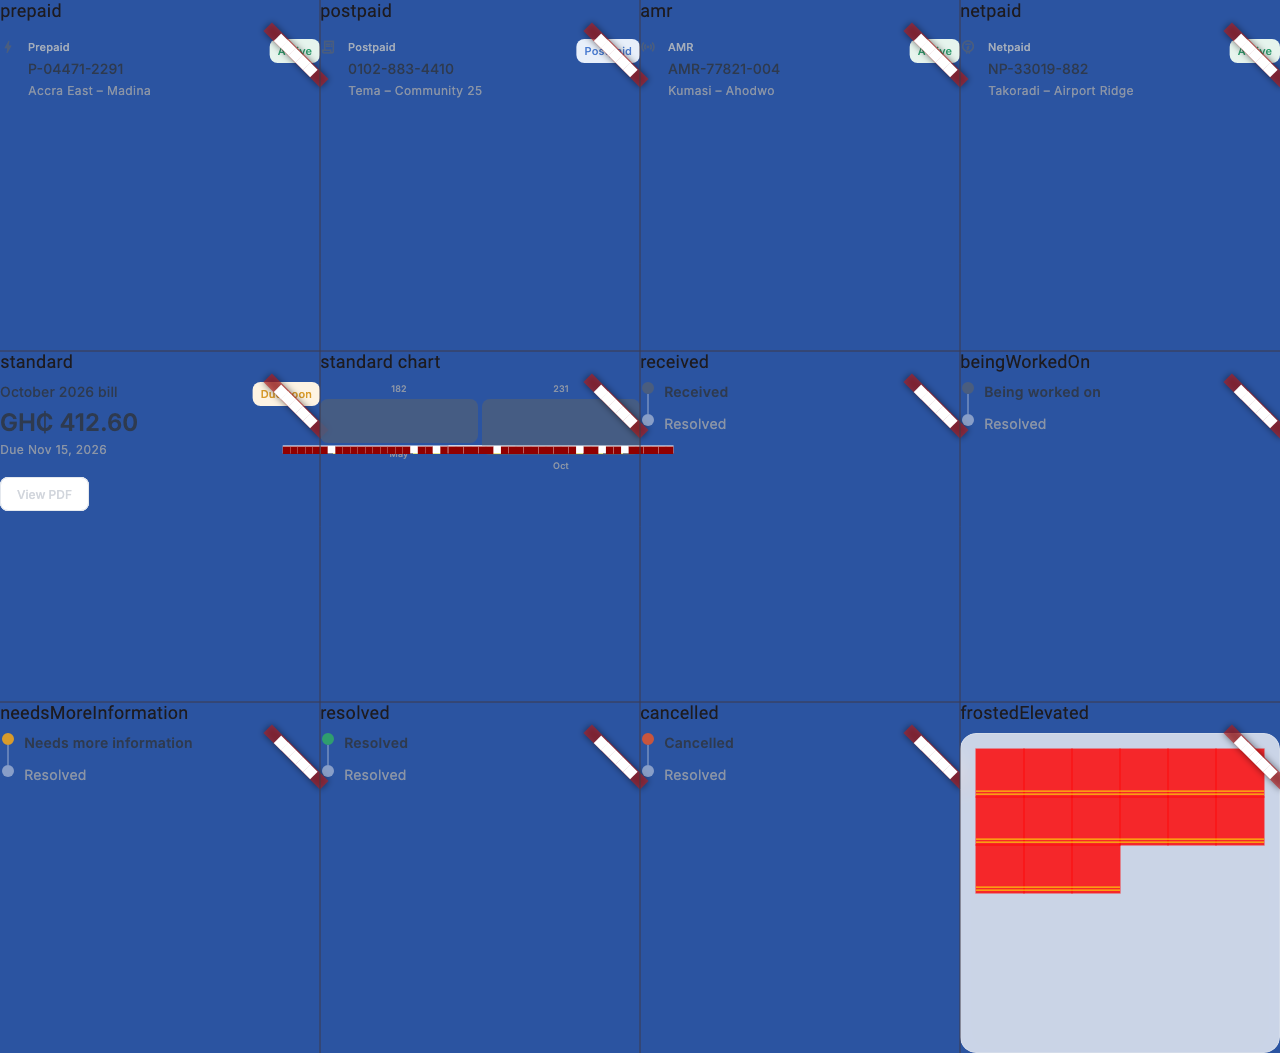 prepaid
Prepaid
P-04471-2291
Accra East – Madina
postpaid
Postpaid
0102-883-4410
Tema – Community 25
amr
AMR
AMR-77821-004
Kumasi – Ahodwo
netpaid
Netpaid
NP-33019-882
Takoradi – Airport Ridge
standard
October 2026 bill
GH₵ 412.60
Due Nov 15, 2026
View PDF
standard chart
182
231
May
Oct
received
Received
Resolved
beingWorkedOn
Being worked on
Resolved
needsMoreInformation
Needs more information
Resolved
resolved
Resolved
Resolved
cancelled
Cancelled
Resolved
frostedElevated